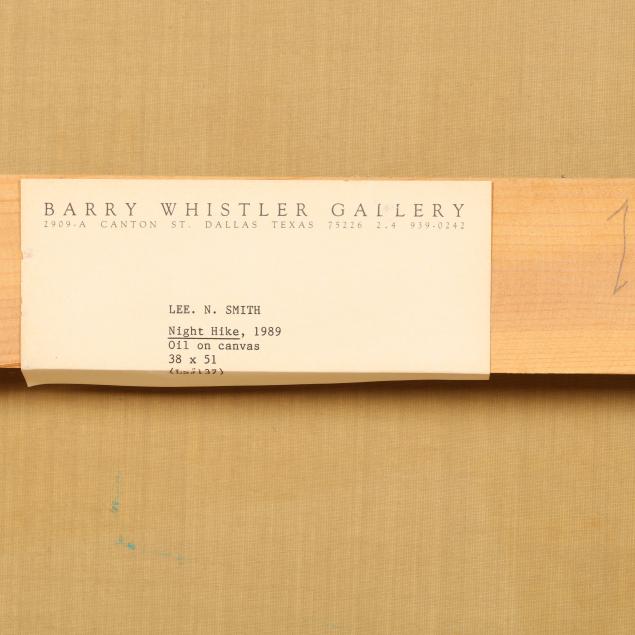 BARRY WHISTLER GALLERY
2909-A CANTON ST. DALLAS TEXAS 75226 2.4 939-0242
LEE. N. SMITH
Night Hike, 1989
Oil on canvas
38 x 51